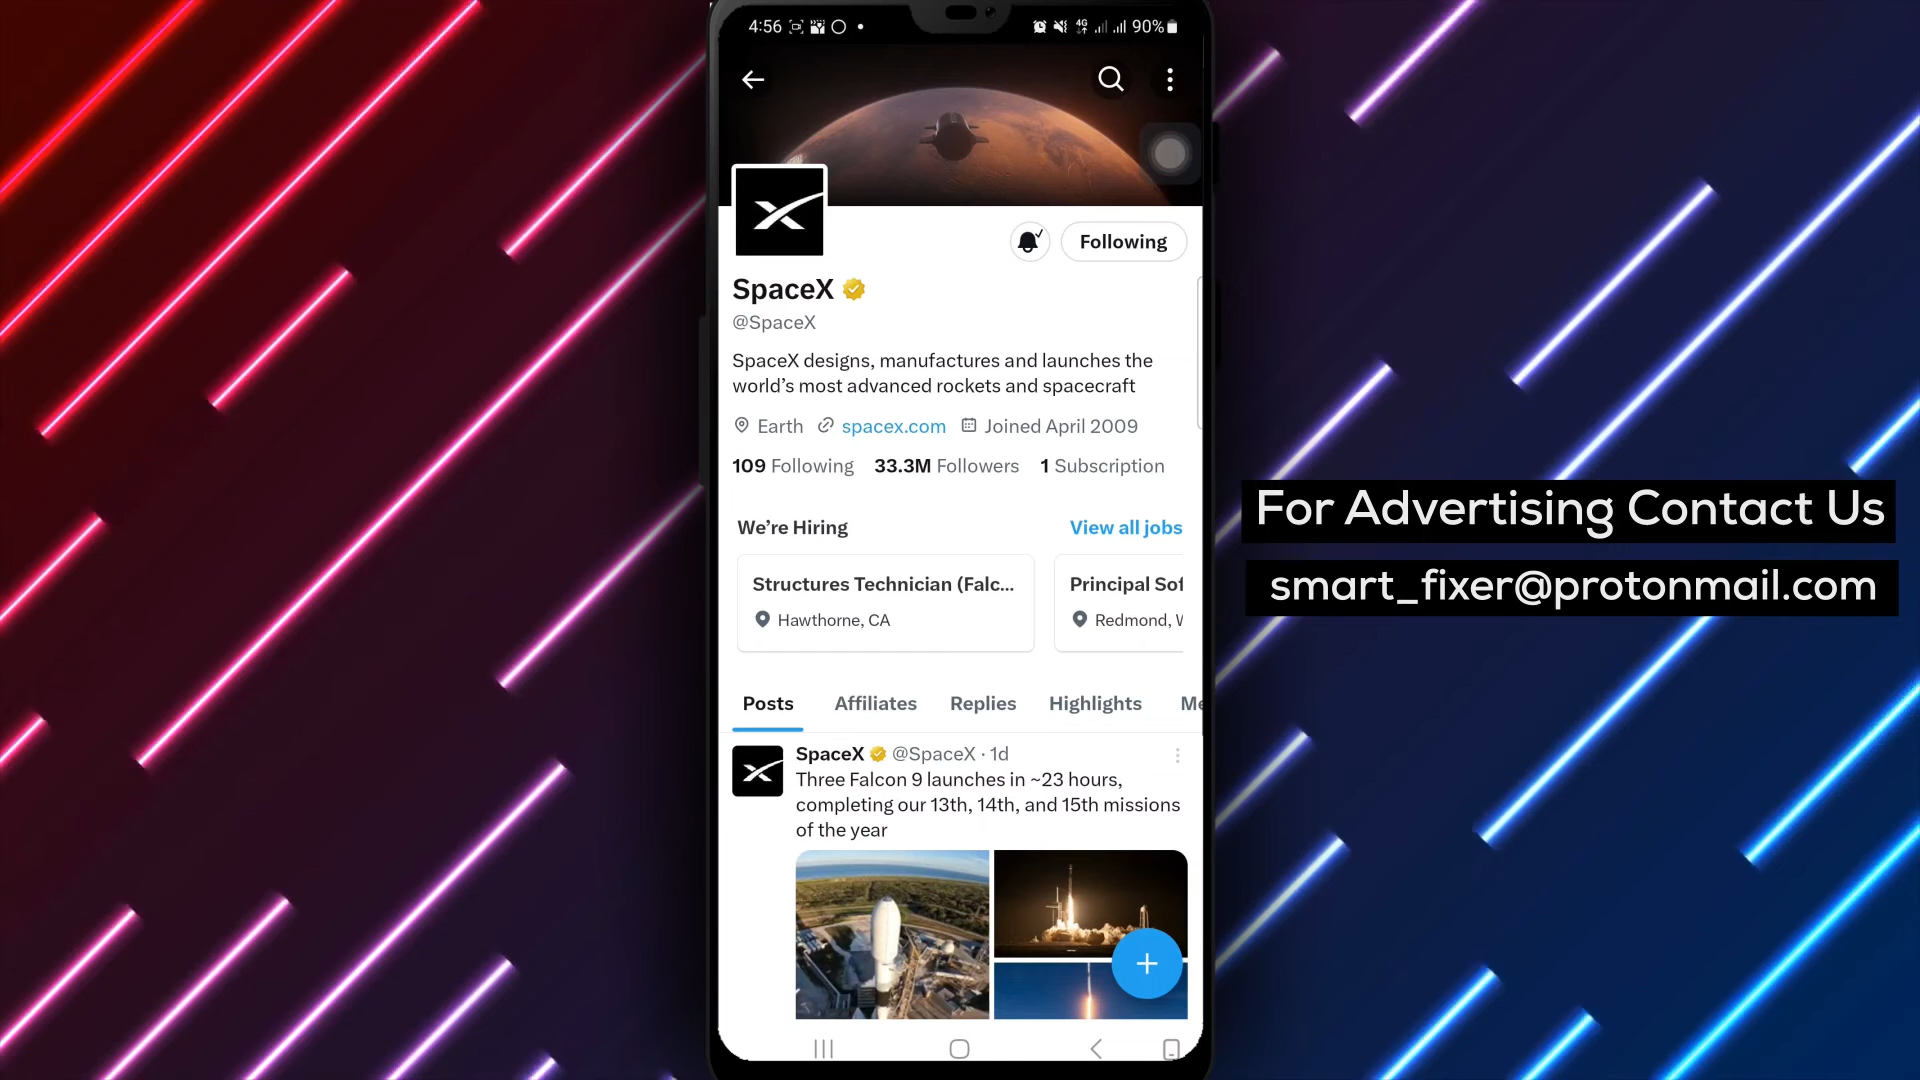 4:56
4G
90%
Following
SpaceX
@SpaceX
SpaceX designs, manufactures and launches the
world's most advanced rockets and spacecraft
Earth spacex.com Joined April 2009
109 Following 33.3M Followers 1 Subscription
We're Hiring
View all jobs
Structures Technician (Falc...
Hawthorne, CA
Principal Sof
Redmond, W
Posts Affiliates Replies Highlights Me
SpaceX @SpaceX · 1d
Three Falcon 9 launches in ~23 hours,
completing our 13th, 14th, and 15th missions
of the year
For Advertising Contact Us
smart_fixer@protonmail.com